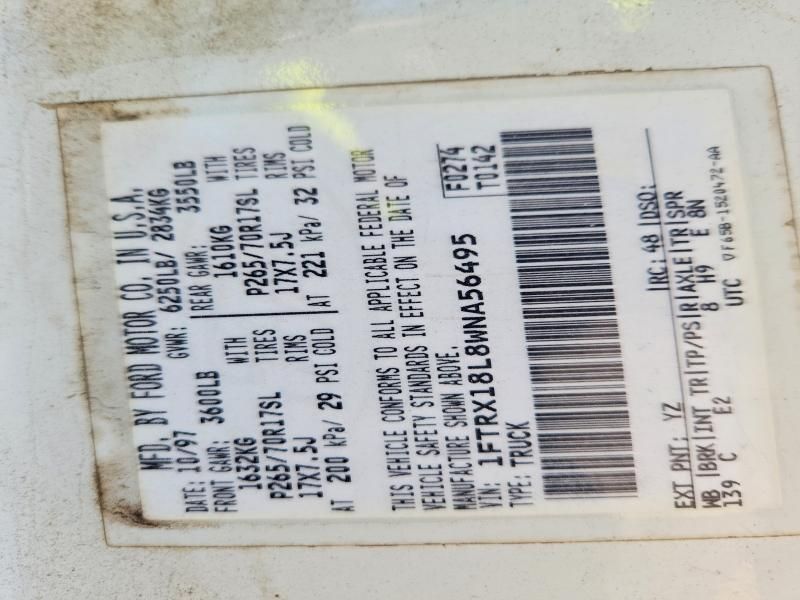 MFD. BY FORD MOTOR CO. IN U.S.A.
DATE: 10/97 GVWR: 6250LB/ 2834KG
FRONT GAWR: 3600LB REAR GAWR: 3550LB
1632KG WITH 1610KG WITH
P265/70R17SL TIRES P265/70R17SL TIRES
17X7.5J RIMS 17X7.5J RIMS
AT 200 kPa/ 29 PSI COLD AT 221 kPa/ 32 PSI COLD
THIS VEHICLE CONFORMS TO ALL APPLICABLE FEDERAL MOTOR
VEHICLE SAFETY STANDARDS IN EFFECT ON THE DATE OF
MANUFACTURE SHOWN ABOVE.
VIN: 1FTRX18L8WNA56495 F0274
TYPE: TRUCK T0142
EXT PNT: YZ RC: 48 DSO:
WB BRK INT TR TP/PS R AXLE TR SPR
139 C E2 8 H9 E 8N
UTC VF65B-1520472-AA